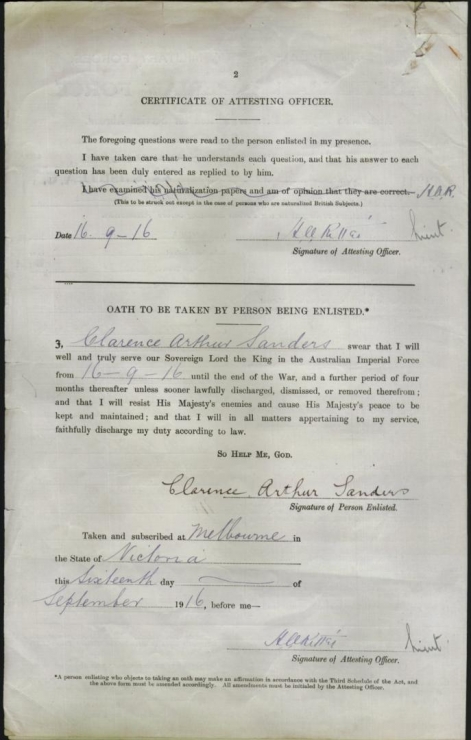 2
CERTIFICATE OF ATTESTING OFFICER.
The foregoing questions were read to the person enlisted in my presence.
I have taken care that he understands each question, and that his answer to each
question has been duly entered as replied to by him.
I have examined his naturalization papers and am of opinion that they are correct.
(This to be struck out except in the case of persons who are naturalized British Subjects.)
Date 16-9-16
Lieut.
Signature of Attesting Officer.
OATH TO BE TAKEN BY PERSON BEING ENLISTED.*
3, Clarence Arthur Sanders swear that I will
well and truly serve our Sovereign Lord the King in the Australian Imperial Force
from 16-9-16 until the end of the War, and a further period of four
months thereafter unless sooner lawfully discharged, dismissed, or removed therefrom;
and that I will resist His Majesty's enemies and cause His Majesty's peace to be
kept and maintained; and that I will in all matters appertaining to my service,
faithfully discharge my duty according to law.
SO HELP ME, GOD.
Clarence Arthur Sanders
Signature of Person Enlisted.
Taken and subscribed at Melbourne in
the State of Victoria
this Sixteenth day of
September 1916, before me—
Lieut.
Signature of Attesting Officer.
*A person enlisting who objects to taking an oath may make an affirmation in accordance with the Third Schedule of the Act, and
the above form must be amended accordingly. All amendments must be initialed by the Attesting Officer.